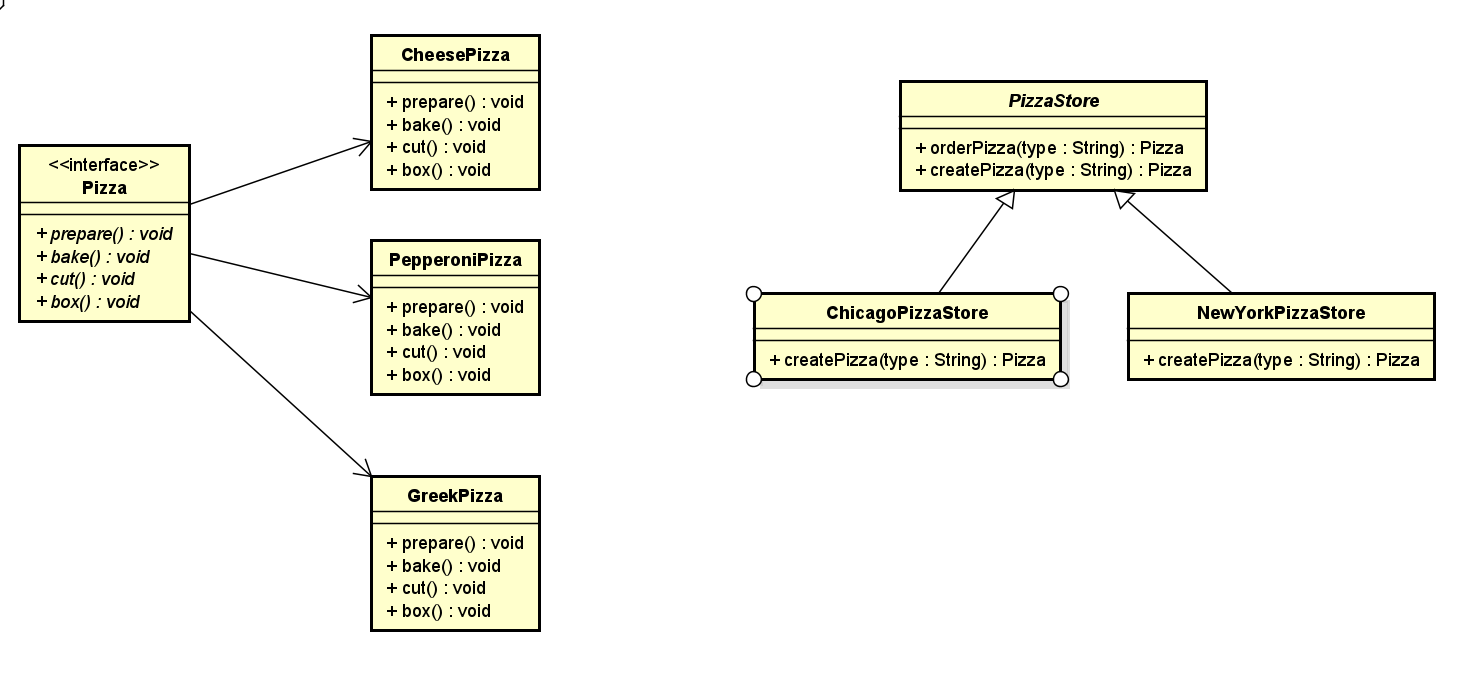 <<interface>>
Pizza
+ prepare() : void
+ bake() : void
+ cut() : void
+ box() : void
CheesePizza
+ prepare() : void
+ bake() : void
+ cut() : void
+ box() : void
PepperoniPizza
+ prepare() : void
+ bake() : void
+ cut() : void
+ box() : void
GreekPizza
+ prepare() : void
+ bake() : void
+ cut() : void
+ box() : void
PizzaStore
+ orderPizza(type : String) : Pizza
+ createPizza(type : String) : Pizza
ChicagoPizzaStore
+ createPizza(type : String) : Pizza
NewYorkPizzaStore
+ createPizza(type : String) : Pizza